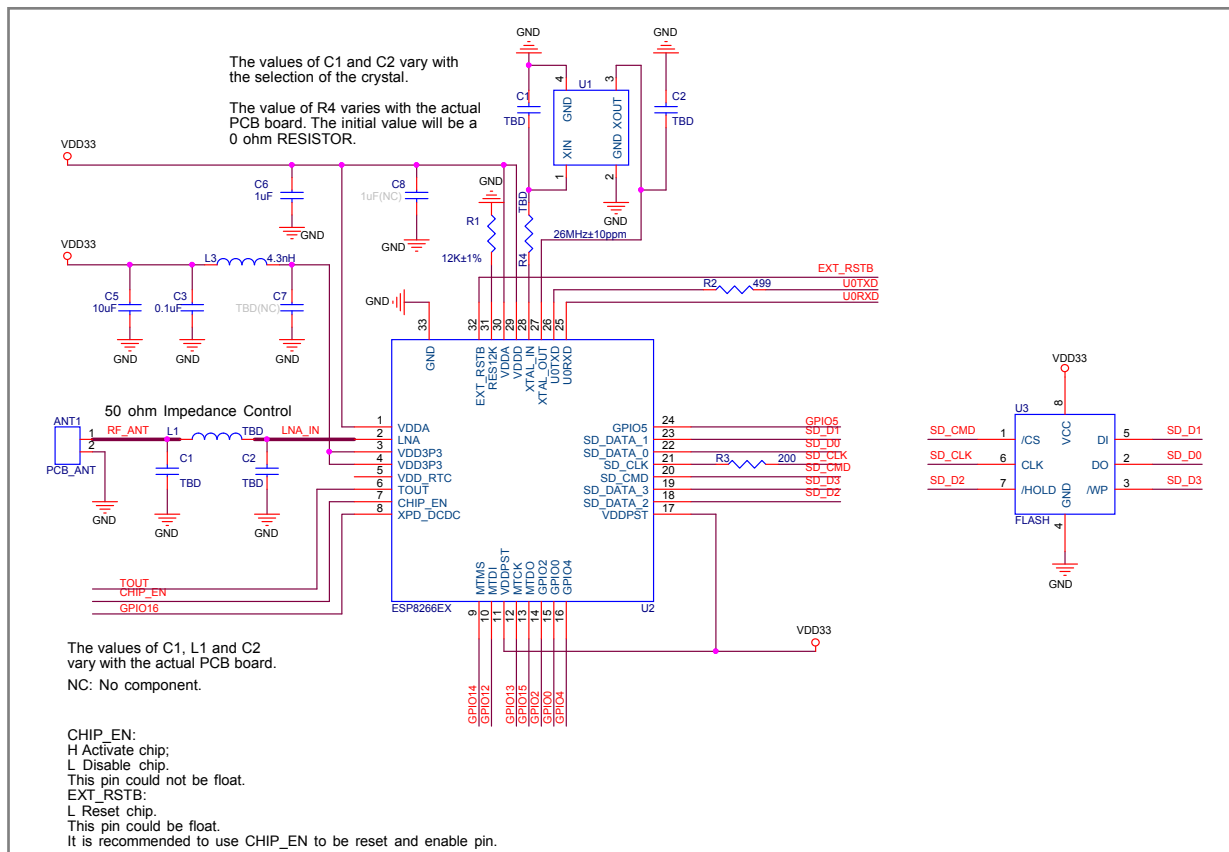 The values of C1 and C2 vary with
the selection of the crystal.
The value of R4 varies with the actual
PCB board. The initial value will be a
0 ohm RESISTOR.
GND
GND
4
U1
3
C1
TBD
GND
XOUT
XIN
GND
1
2
C2
TBD
GND
VDD33
C6
1uF
GND
C8
1uF(NC)
GND
GND
R1
12K±1%
TBD
R4
26MHz±10ppm
VDD33
L3
4.3nH
C5
10uF
C3
0.1uF
C7
TBD(NC)
GND
GND
GND
EXT_RSTB
R2
499
U0TXD
U0RXD
GND
33
32
31
30
29
28
27
26
25
GND
EXT_RSTB
RES12K
VDDA
VDDD
XTAL_IN
XTAL_OUT
U0TXD
U0RXD
50 ohm Impedance Control
ANT1
1
2
PCB_ANT
RF_ANT
L1
TBD
LNA_IN
C1
TBD
C2
TBD
GND
GND
GND
1 VDDA
2 LNA
3 VDD3P3
4 VDD3P3
5 VDD_RTC
6 TOUT
7 CHIP_EN
8 XPD_DCDC
GPIO5 24 GPIO5
SD_DATA_1 23 SD_D1
SD_DATA_0 22 SD_D0
SD_CLK 21 R3 200
SD_CMD 20 SD_CMD
SD_DATA_3 19 SD_D3
SD_DATA_2 18 SD_D2
VDDPST 17
MTMS
MTDI
VDDPST
MTCK
MTDO
GPIO2
GPIO0
GPIO4
ESP8266EX
U2
9
10
11
12
13
14
15
16
TOUT
CHIP_EN
GPIO16
GPIO14
GPIO12
GPIO13
GPIO15
GPIO2
GPIO0
GPIO4
VDD33
VDD33
8
U3
VCC
SD_CMD 1 /CS
SD_CLK 6 CLK
SD_D2 7 /HOLD
DI 5 SD_D1
DO 2 SD_D0
/WP 3 SD_D3
GND
FLASH
4
GND
The values of C1, L1 and C2
vary with the actual PCB board.
NC: No component.
CHIP_EN:
H Activate chip;
L Disable chip.
This pin could not be float.
EXT_RSTB:
L Reset chip.
This pin could be float.
It is recommended to use CHIP_EN to be reset and enable pin.